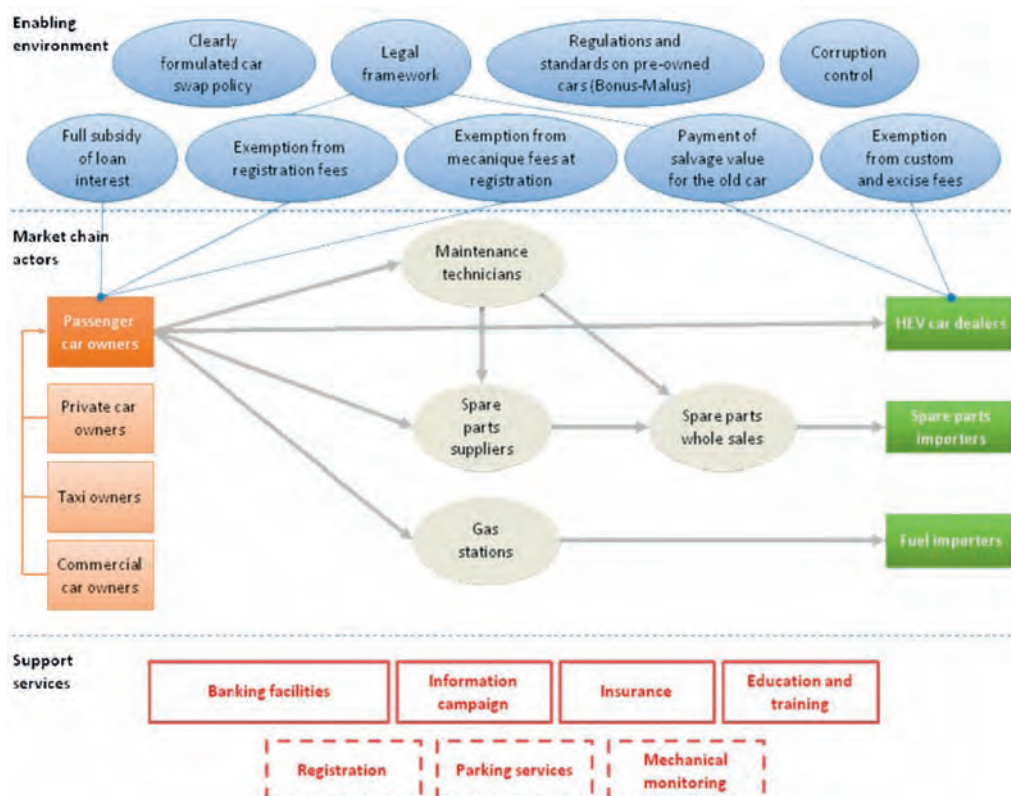 Enabling
environment
Clearly
formulated car
swap policy
Legal
framework
Regulations and
standards on pre-owned
cars (Bonus-Malus)
Corruption
control
Full subsidy
of loan
interest
Exemption from
registration fees
Exemption from
mecanique fees at
registration
Payment of
salvage value
for the old car
Exemption
from custom
and excise fees
Market chain
actors
Maintenance
technicians
Passenger
car owners
HEV car dealers
Private car
owners
Spare
parts
suppliers
Spare parts
whole sales
Spare parts
importers
Taxi owners
Gas
stations
Fuel importers
Commercial
car owners
Support
services
Banking facilities
Information
campaign
Insurance
Education and
training
Registration
Parking services
Mechanical
monitoring